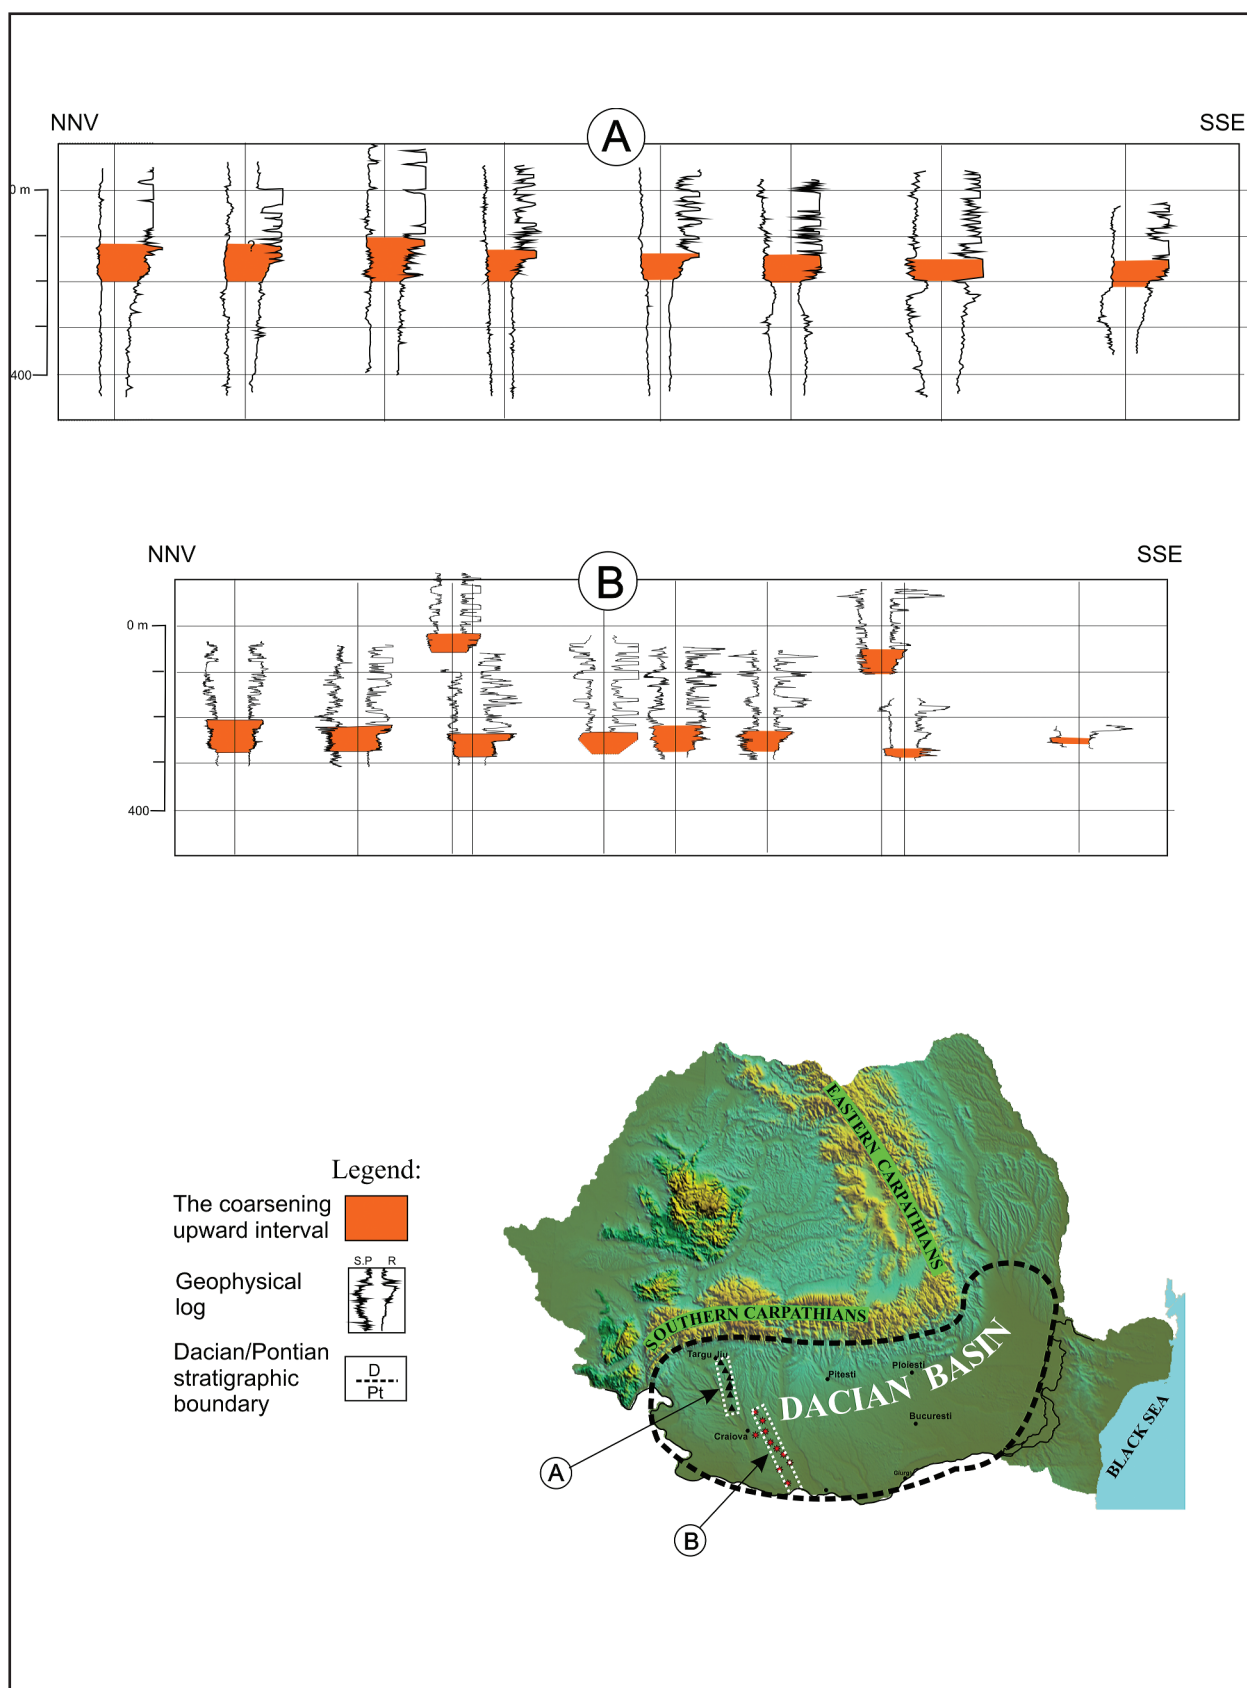 A
NNV
SSE
0 m
?
400
B
NNV
SSE
0 m
400
Legend:
The coarsening
upward interval
S.P R
Geophysical
log
Dacian/Pontian
stratigraphic
boundary
D
Pt
EASTERN CARPATHIANS
SOUTHERN CARPATHIANS
Targu Jiu
Pitesti
Ploiesti
DACIAN BASIN
Bucuresti
Craiova
Giurgiu
BLACK SEA
A
B